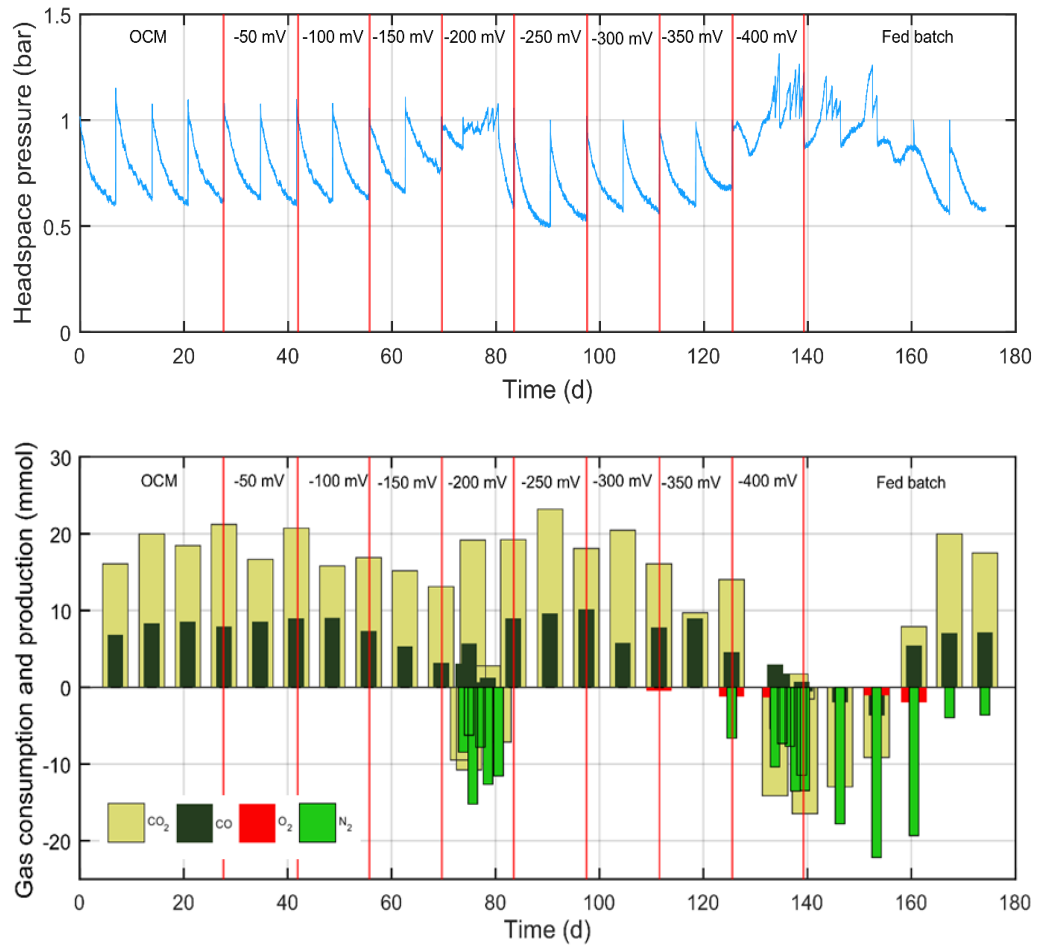 1.5
OCM -50 mV -100 mV -150 mV -200 mV -250 mV -300 mV -350 mV -400 mV Fed batch
1
0.5
0
Headspace pressure (bar)
0 20 40 60 80 100 120 140 160 180
Time (d)
30
OCM -50 mV -100 mV -150 mV -200 mV -250 mV -300 mV -350 mV -400 mV Fed batch
20
10
0
-10
-20
Gas consumption and production (mmol)
CO2 CO O2 N2
0 20 40 60 80 100 120 140 160 180
Time (d)